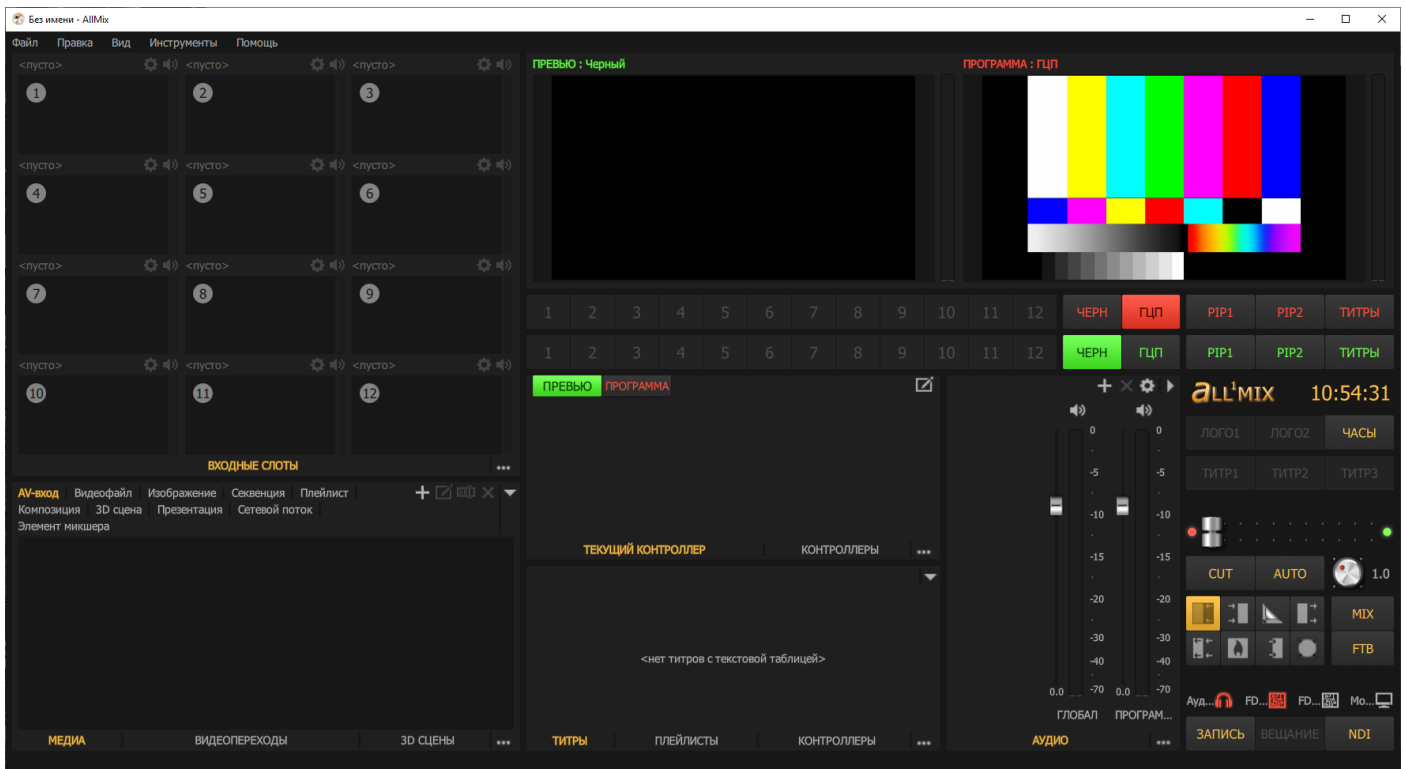 Без имени - AllMix
Файл Правка Вид Инструменты Помощь
<пусто> <пусто> <пусто>
1 2 3
<пусто> <пусто> <пусто>
4 5 6
<пусто> <пусто> <пусто>
7 8 9
<пусто> <пусто> <пусто>
10 11 12
ВХОДНЫЕ СЛОТЫ ...
AV-вход Видеофайл Изображение Секвенция Плейлист
Композиция 3D сцена Презентация Сетевой поток
Элемент микшера
МЕДИА ВИДЕОПЕРЕХОДЫ 3D СЦЕНЫ ...
ПРЕВЬЮ : Черный
ПРОГРАММА : ГЦП
1 2 3 4 5 6 7 8 9 10 11 12 ЧЕРН ГЦП PIP1 PIP2 ТИТРЫ
1 2 3 4 5 6 7 8 9 10 11 12 ЧЕРН ГЦП PIP1 PIP2 ТИТРЫ
ПРЕВЬЮ ПРОГРАММА
ТЕКУЩИЙ КОНТРОЛЛЕР КОНТРОЛЛЕРЫ ...
<нет титров с текстовой таблицей>
ТИТРЫ ПЛЕЙЛИСТЫ КОНТРОЛЛЕРЫ ...
0 0
-5 -5
-10 -10
-15 -15
-20 -20
-30 -30
-40 -40
0.0 -70 0.0 -70
ГЛОБАЛ ПРОГРАМ...
АУДИО ...
ALL1MIX 10:54:31
ЛОГО1 ЛОГО2 ЧАСЫ
ТИТР1 ТИТР2 ТИТР3
CUT AUTO 1.0
MIX
FTB
Ауд... FD... FD... Мо...
ЗАПИСЬ ВЕЩАНИЕ NDI